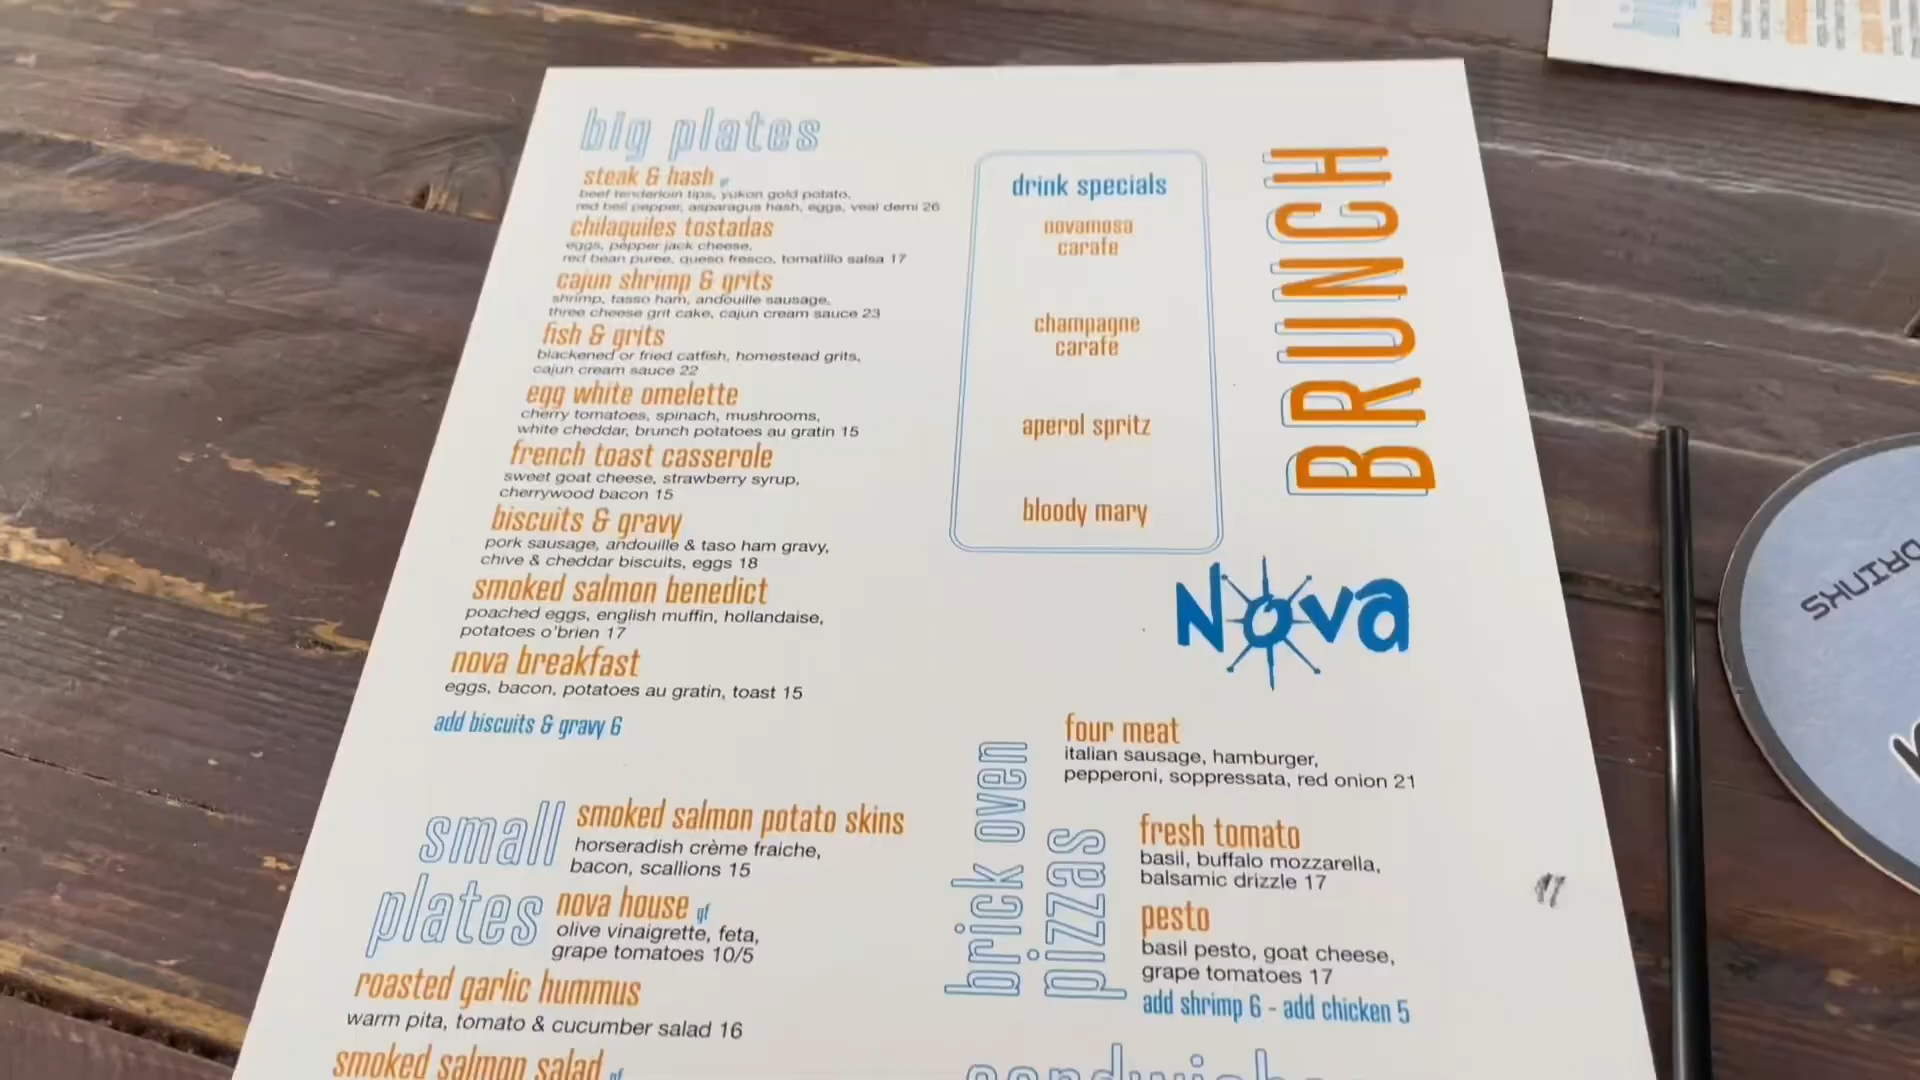 big plates
steak & hash gf
beef tenderloin tips, yukon gold potato,
red bell pepper, asparagus hash, eggs, veal demi 26
chilaquiles tostadas
eggs, pepper jack cheese,
red bean puree, queso fresco, tomatillo salsa 17
cajun shrimp & grits
shrimp, tasso ham, andouille sausage,
three cheese grit cake, cajun cream sauce 23
fish & grits
blackened or fried catfish, homestead grits,
cajun cream sauce 22
egg white omelette
cherry tomatoes, spinach, mushrooms,
white cheddar, brunch potatoes au gratin 15
french toast casserole
sweet goat cheese, strawberry syrup,
cherrywood bacon 15
biscuits & gravy
pork sausage, andouille & taso ham gravy,
chive & cheddar biscuits, eggs 18
smoked salmon benedict
poached eggs, english muffin, hollandaise,
potatoes o'brien 17
nova breakfast
eggs, bacon, potatoes au gratin, toast 15
add biscuits & gravy 6
small
plates
smoked salmon potato skins
horseradish crème fraiche,
bacon, scallions 15
nova house gf
olive vinaigrette, feta,
grape tomatoes 10/5
roasted garlic hummus
warm pita, tomato & cucumber salad 16
smoked salmon salad gf
drink specials
novamosa
carafe
champagne
carafe
aperol spritz
bloody mary
BRUNCH
Nova
brick oven
pizzas
four meat
italian sausage, hamburger,
pepperoni, soppressata, red onion 21
fresh tomato
basil, buffalo mozzarella,
balsamic drizzle 17
pesto
basil pesto, goat cheese,
grape tomatoes 17
add shrimp 6 - add chicken 5
sandwiches
DRINKS